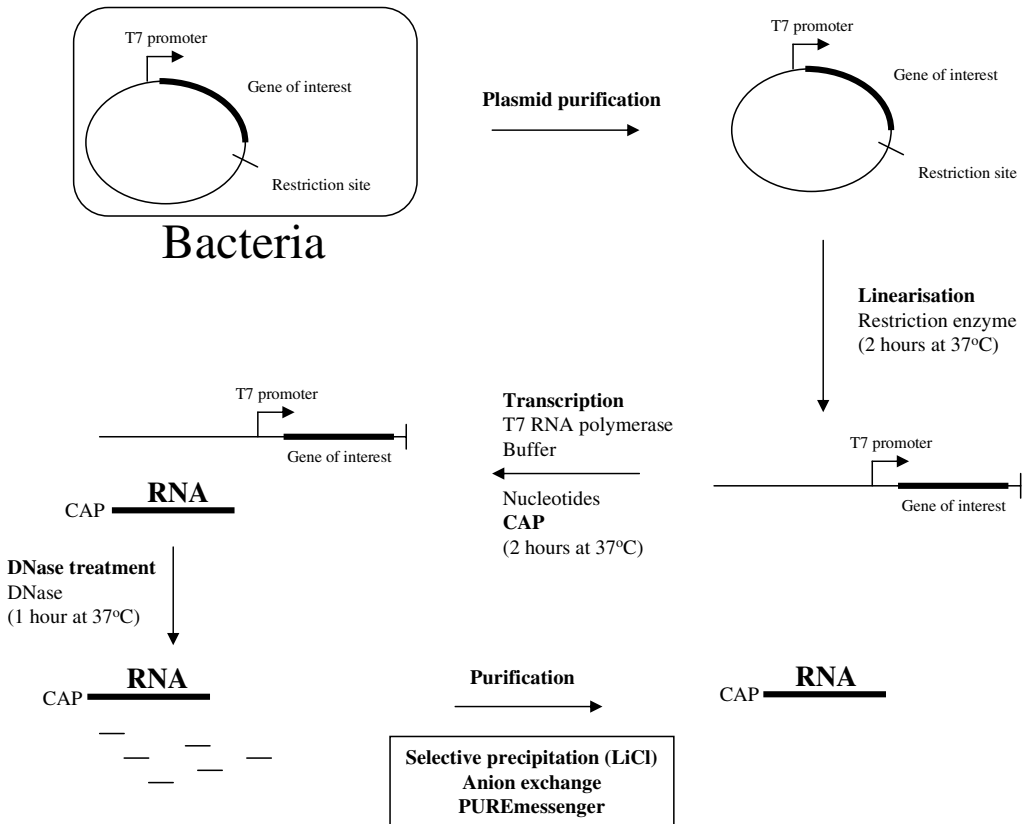 T7 promoter
Gene of interest
Restriction site
Bacteria
Plasmid purification
T7 promoter
Gene of interest
Restriction site
Linearisation
Restriction enzyme
(2 hours at 37°C)
T7 promoter
Gene of interest
Transcription
T7 RNA polymerase
Buffer
Nucleotides
CAP
(2 hours at 37°C)
T7 promoter
Gene of interest
RNA
CAP
DNase treatment
DNase
(1 hour at 37°C)
RNA
CAP
Purification
Selective precipitation (LiCl)
Anion exchange
PUREmessenger
RNA
CAP